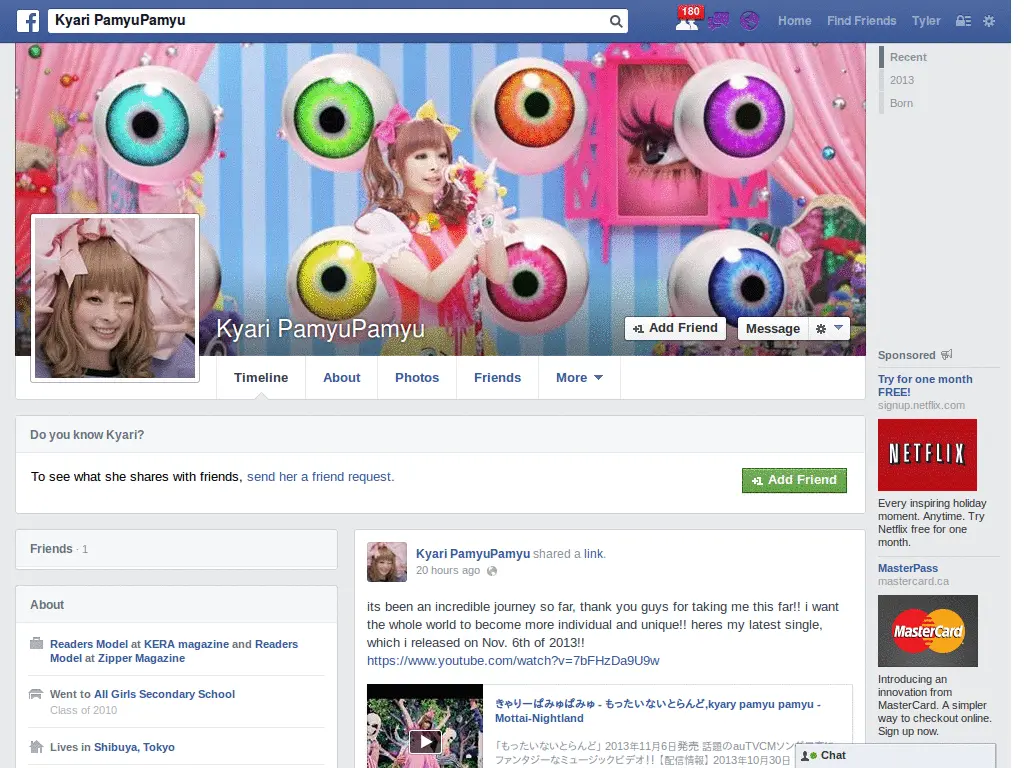 Kyari PamyuPamyu
180
Home
Find Friends
Tyler
Recent
2013
Born
Kyari PamyuPamyu
+1 Add Friend
Message
Timeline
About
Photos
Friends
More
Do you know Kyari?
To see what she shares with friends, send her a friend request.
+1 Add Friend
Friends · 1
About
Readers Model at KERA magazine and Readers
Model at Zipper Magazine
Went to All Girls Secondary School
Class of 2010
Lives in Shibuya, Tokyo
Kyari PamyuPamyu shared a link.
20 hours ago
its been an incredible journey so far, thank you guys for taking me this far!! i want
the whole world to become more individual and unique!! heres my latest single,
which i released on Nov. 6th of 2013!!
https://www.youtube.com/watch?v=7bFHzDa9U9w
きゃりーぱみゅぱみゅ - もったいないとらんど,kyary pamyu pamyu -
Mottai-Nightland
「もったいないとらんど」 2013年11月6日発売 話題のauTVCMソング
ファンタジーなミュージックビデオ!!【配信情報】 2013年10月30日
Sponsored
Try for one month
FREE!
signup.netflix.com
NETFLIX
Every inspiring holiday
moment. Anytime. Try
Netflix free for one
month.
MasterPass
mastercard.ca
MasterCard
Introducing an
innovation from
MasterCard. A simpler
way to checkout online.
Sign up now.
Chat